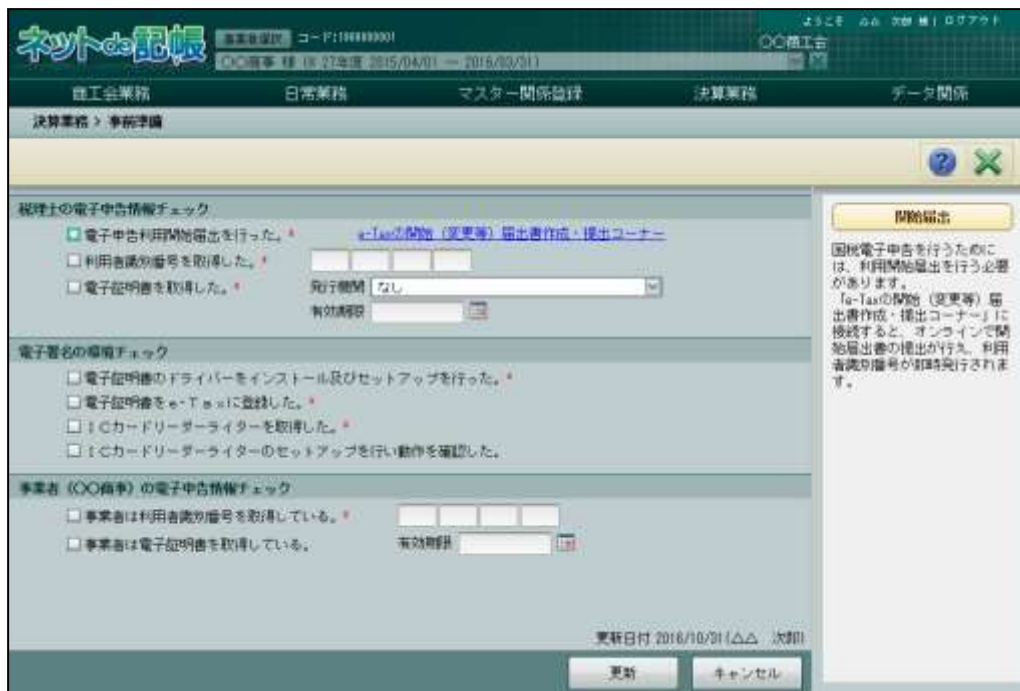 ようこそ △△ 次郎 様 | ログアウト
ネットde記帳
事業者選択 コード:100000001
〇〇商工会
〇〇商事 様 (H 27年度 2015/04/01 ― 2016/03/31)
商工会業務 日常業務 マスター関係登録 決算業務 データ関係
決算業務 > 事前準備
税理士の電子申告情報チェック
電子申告利用開始届出を行った。* e-Taxの開始(変更等)届出書作成・提出コーナー
利用者識別番号を取得した。*
電子証明書を取得した。* 発行機関 なし
有効期限
電子署名の環境チェック
電子証明書のドライバーをインストール及びセットアップを行った。*
電子証明書をe-Taxに登録した。*
ICカードリーダーライターを取得した。*
ICカードリーダーライターのセットアップを行い動作を確認した。
事業者(〇〇商事)の電子申告情報チェック
事業者は利用者識別番号を取得している。*
事業者は電子証明書を取得している。 有効期限
更新日付 2016/10/31(△△ 次郎)
更新 キャンセル
開始届出
国税電子申告を行うために
は、利用開始届出を行う必要
があります。
「e-Taxの開始(変更等)届
出書作成・提出コーナー」に
接続すると、オンラインで開
始届出書の提出が行え、利用
者識別番号が即時発行されま
す。